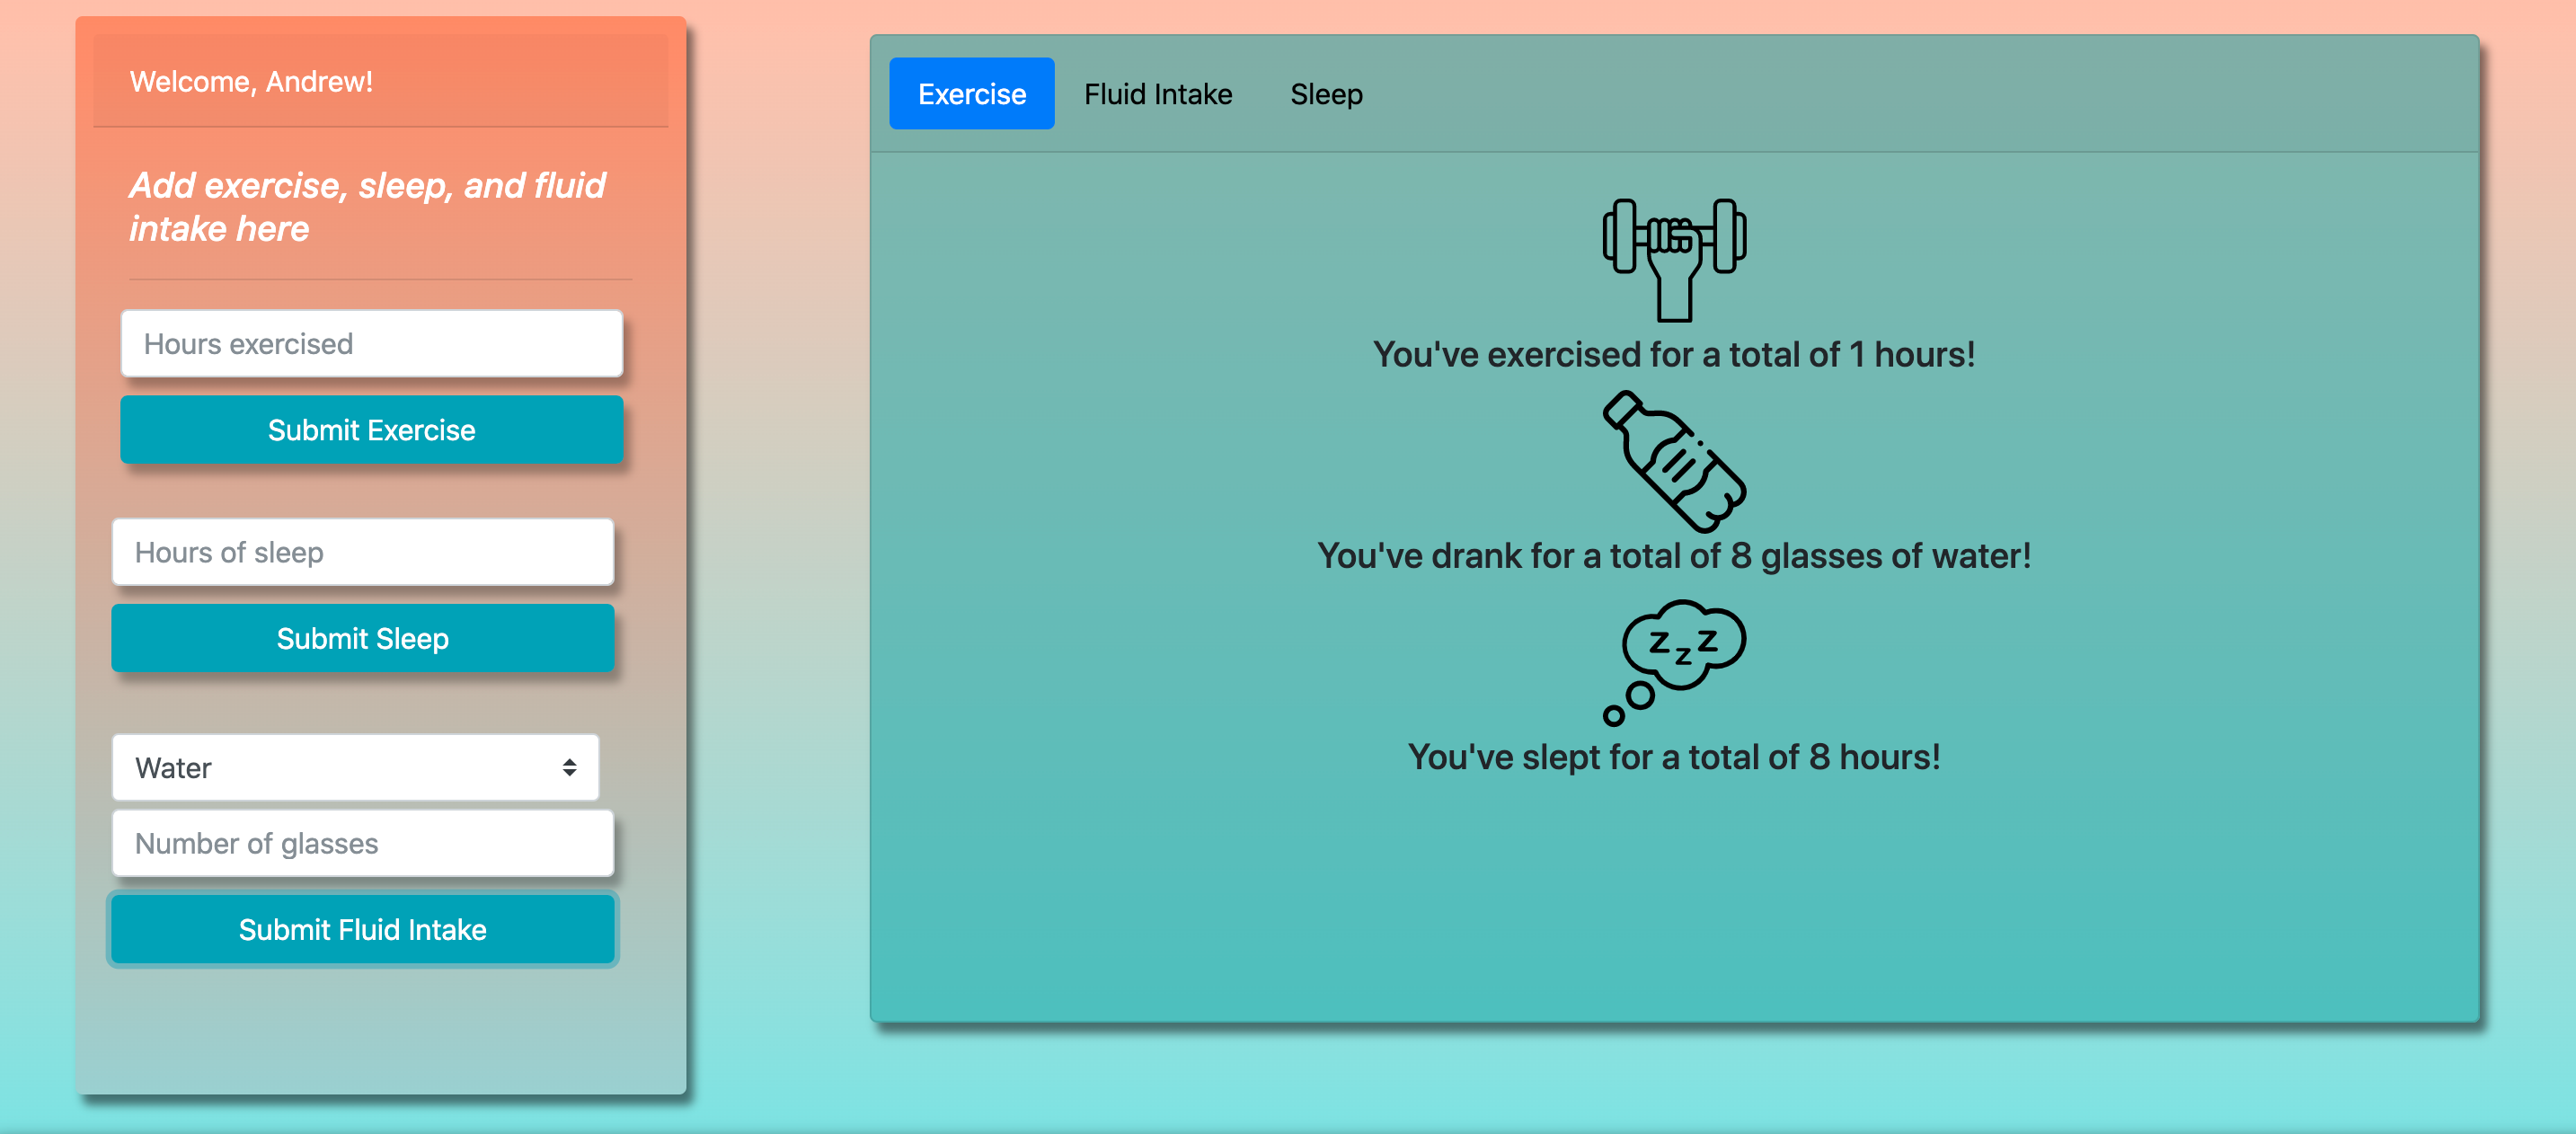 Welcome, Andrew!
Add exercise, sleep, and fluid
intake here
Hours exercised
Submit Exercise
Hours of sleep
Submit Sleep
Water
Number of glasses
Submit Fluid Intake
Exercise Fluid Intake Sleep
You've exercised for a total of 1 hours!
You've drank for a total of 8 glasses of water!
z z z
You've slept for a total of 8 hours!